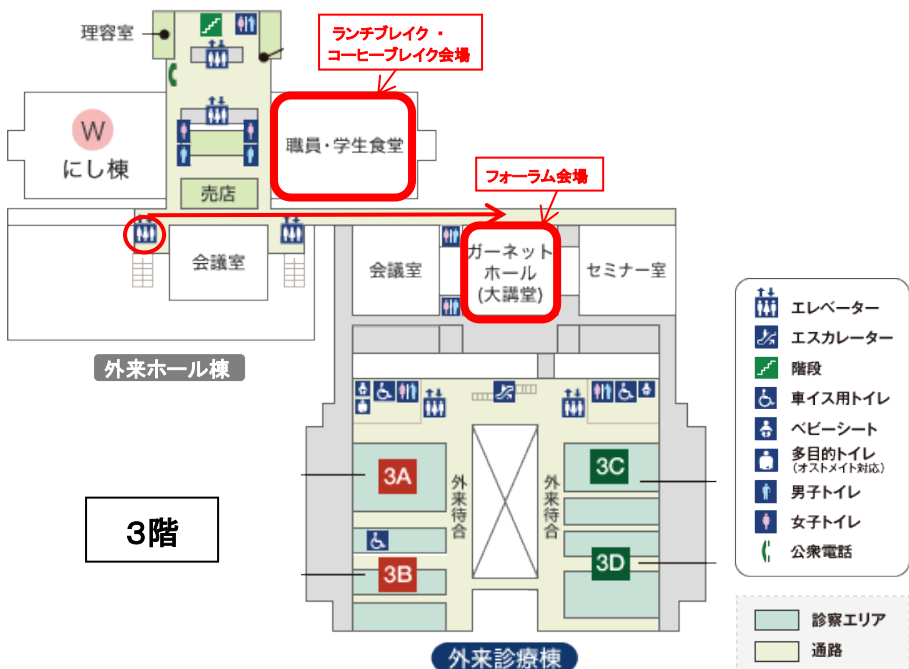 理容室
ランチブレイク・
コーヒーブレイク会場
W
にし棟
職員・学生食堂
売店
フォーラム会場
会議室
会議室
ガーネット
ホール
(大講堂)
セミナー室
外来ホール棟
エレベーター
エスカレーター
階段
車イス用トイレ
ベビーシート
多目的トイレ
(オストメイト対応)
男子トイレ
女子トイレ
公衆電話
3A
3C
外来待合
外来待合
3階
3B
3D
診察エリア
通路
外来診療棟